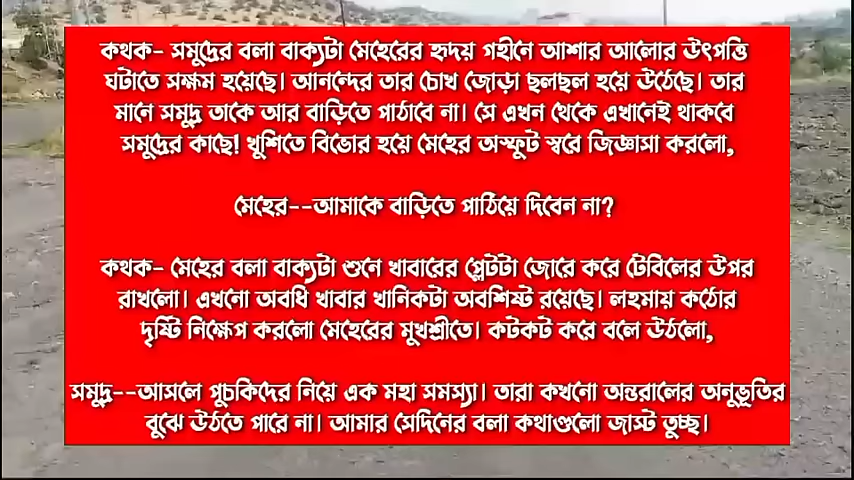 কথক- সমুদ্রের বলা বাক্যটা মেহেরের হৃদয় গহীনে আশার আলোর উৎপত্তি
ঘটাতে সক্ষম হয়েছে। আনন্দের তার চোখ জোড়া ছলছল হয়ে উঠেছে। তার
মানে সমুদ্র তাকে আর বাড়িতে পাঠাবে না। সে এখন থেকে এখানেই থাকবে
সমুদ্রের কাছে! খুশিতে বিভোর হয়ে মেহের অস্ফুট স্বরে জিজ্ঞাসা করলো,
মেহের--আমাকে বাড়িতে পাঠিয়ে দিবেন না?
কথক- মেহের বলা বাক্যটা শুনে খাবারের প্লেটটা জোরে করে টেবিলের উপর
রাখলো। এখনো অবধি খাবার খানিকটা অবশিষ্ট রয়েছে। লহমায় কঠোর
দৃষ্টি নিক্ষেপ করলো মেহেরের মুখশ্রীতে। কটকট করে বলে উঠলো,
সমুদ্র--আসলে পুচকিদের নিয়ে এক মহা সমস্যা। তারা কখনো অন্তরালের অনুভূতির
বুঝে উঠতে পারে না। আমার সেদিনের বলা কথাগুলো জাস্ট তুচ্ছ।